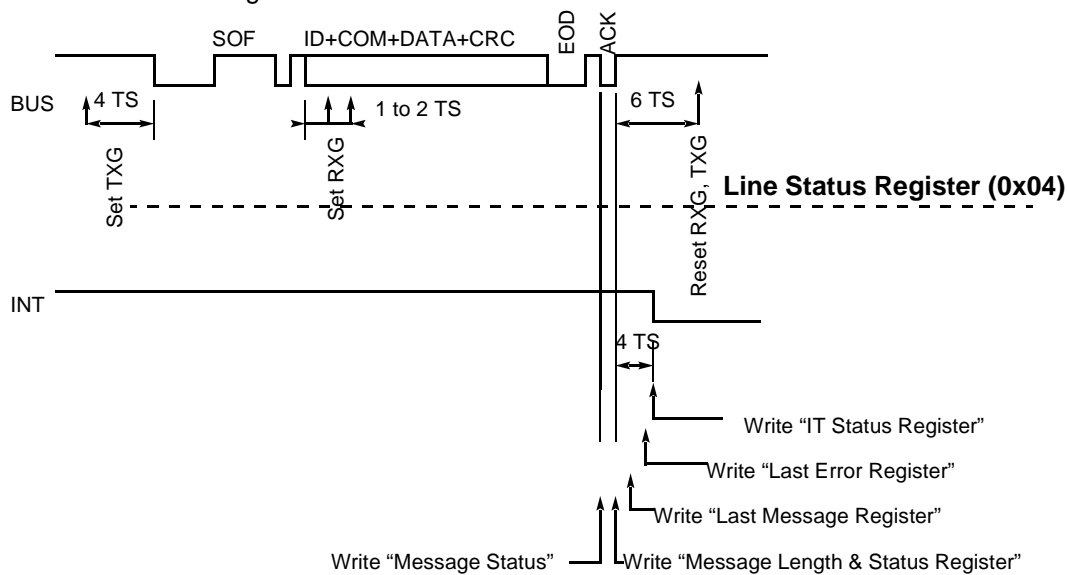 SOF
ID+COM+DATA+CRC
EOD
ACK
BUS
4 TS
1 to 2 TS
6 TS
Set TXG
Set RXG
Reset RXG, TXG
Line Status Register (0x04)
INT
4 TS
Write “IT Status Register”
Write “Last Error Register”
Write “Last Message Register”
Write “Message Status”
Write “Message Length & Status Register”